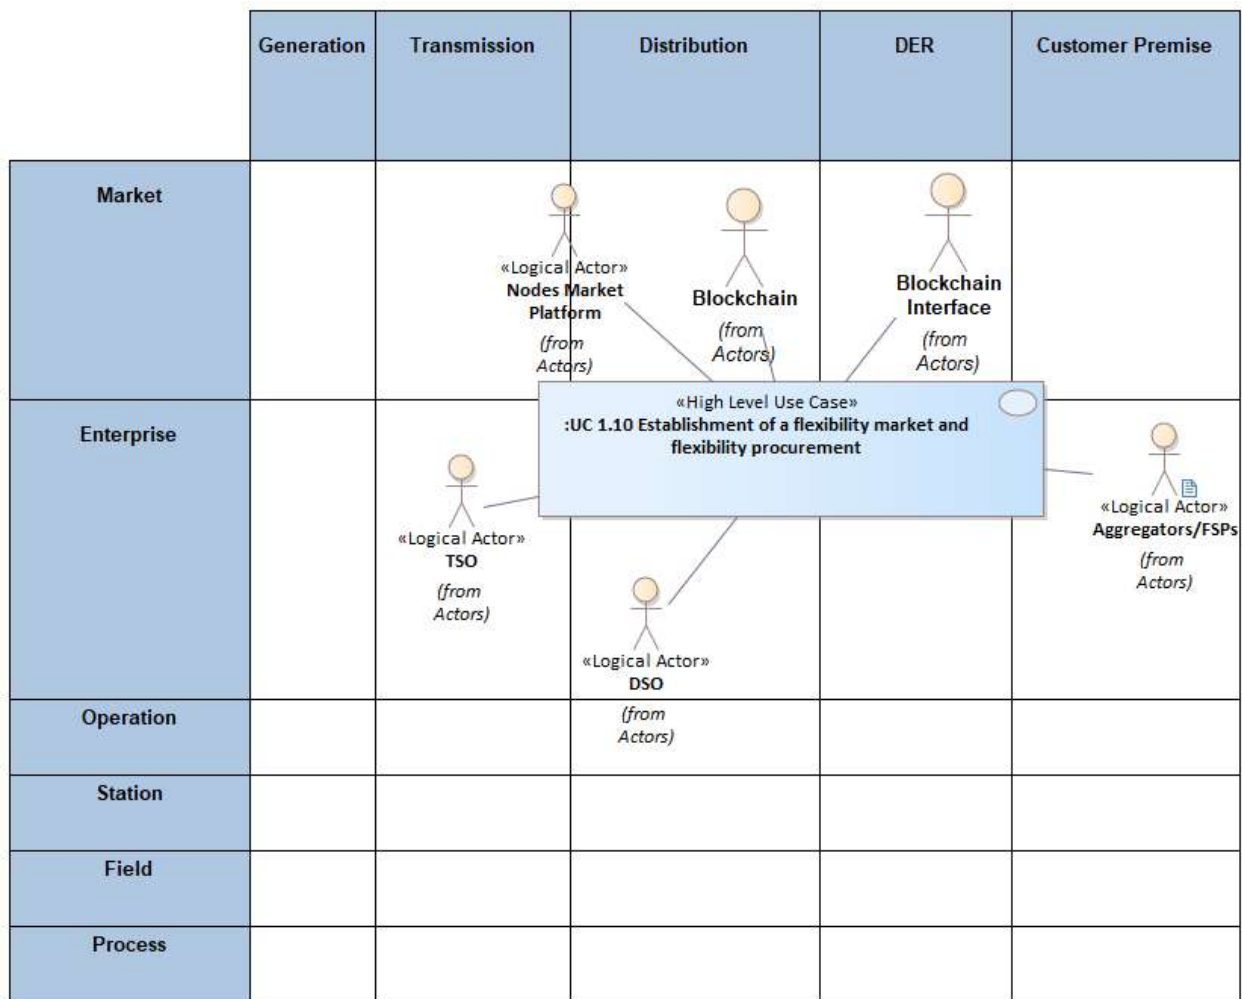 Generation
Transmission
Distribution
DER
Customer Premise
Market
«Logical Actor»
Nodes Market
Platform
(from
Actors)
Blockchain
(from
Actors)
Blockchain
Interface
(from
Actors)
«High Level Use Case»
:UC 1.10 Establishment of a flexibility market and
flexibility procurement
Enterprise
«Logical Actor»
TSO
(from
Actors)
«Logical Actor»
DSO
(from
Actors)
«Logical Actor»
Aggregators/FSPs
(from
Actors)
Operation
Station
Field
Process